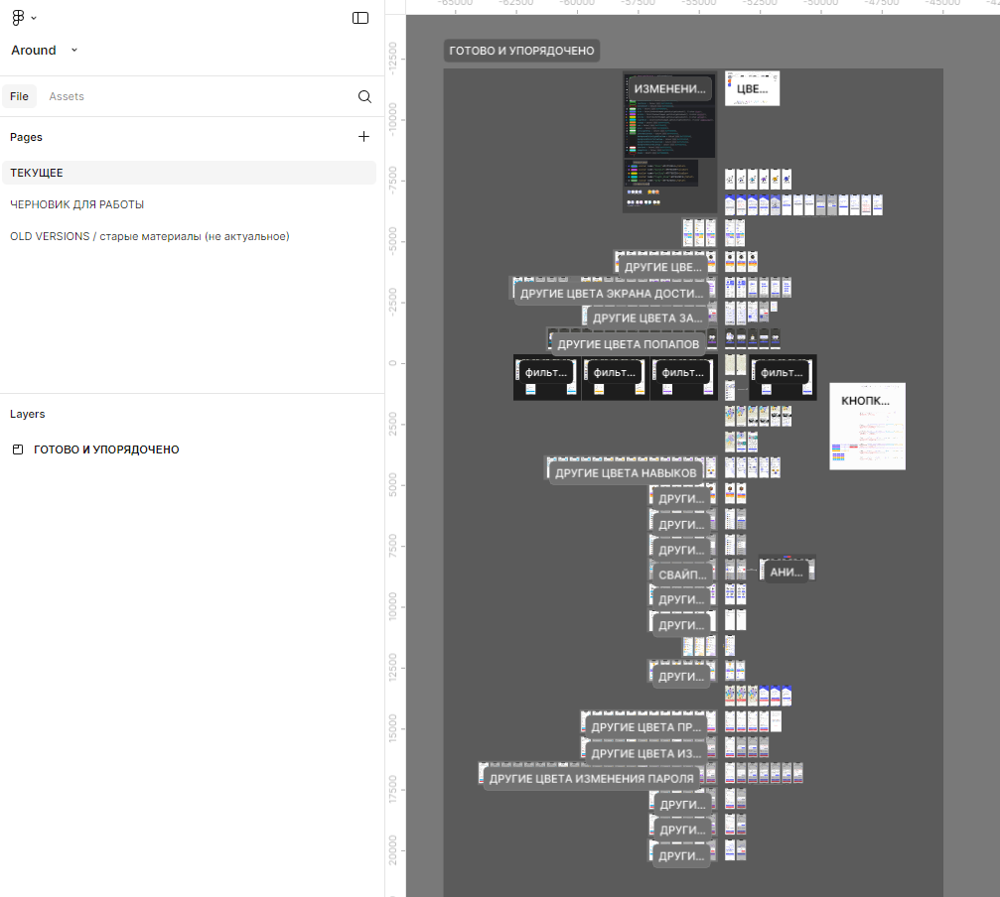 Around
File
Assets
Pages
ТЕКУЩЕЕ
ЧЕРНОВИК ДЛЯ РАБОТЫ
OLD VERSIONS / старые материалы (не актуальное)
Layers
ГОТОВО И УПОРЯДОЧЕНО
-65000 -62500 -60000 -57500 -55000 -52500 -50000 -47500 -45000
-12500
-10000
-7500
-5000
-2500
0
2500
5000
7500
10000
12500
15000
17500
20000
ГОТОВО И УПОРЯДОЧЕНО
ИЗМЕНЕНИ...
ЦВЕ...
ДРУГИЕ ЦВЕ...
ДРУГИЕ ЦВЕТА ЭКРАНА ДОСТИ...
ДРУГИЕ ЦВЕТА ЗА...
ДРУГИЕ ЦВЕТА ПОПАПОВ
фильт...
фильт...
фильт...
фильт...
КНОПК...
ДРУГИЕ ЦВЕТА НАВЫКОВ
ДРУГИ...
ДРУГИ...
ДРУГИ...
СВАЙП...
АНИ...
ДРУГИ...
ДРУГИ...
ДРУГИ...
ДРУГИЕ ЦВЕТА ПР...
ДРУГИЕ ЦВЕТА ИЗ...
ДРУГИЕ ЦВЕТА ИЗМЕНЕНИЯ ПАРОЛЯ
ДРУГИ...
ДРУГИ...
ДРУГИ...